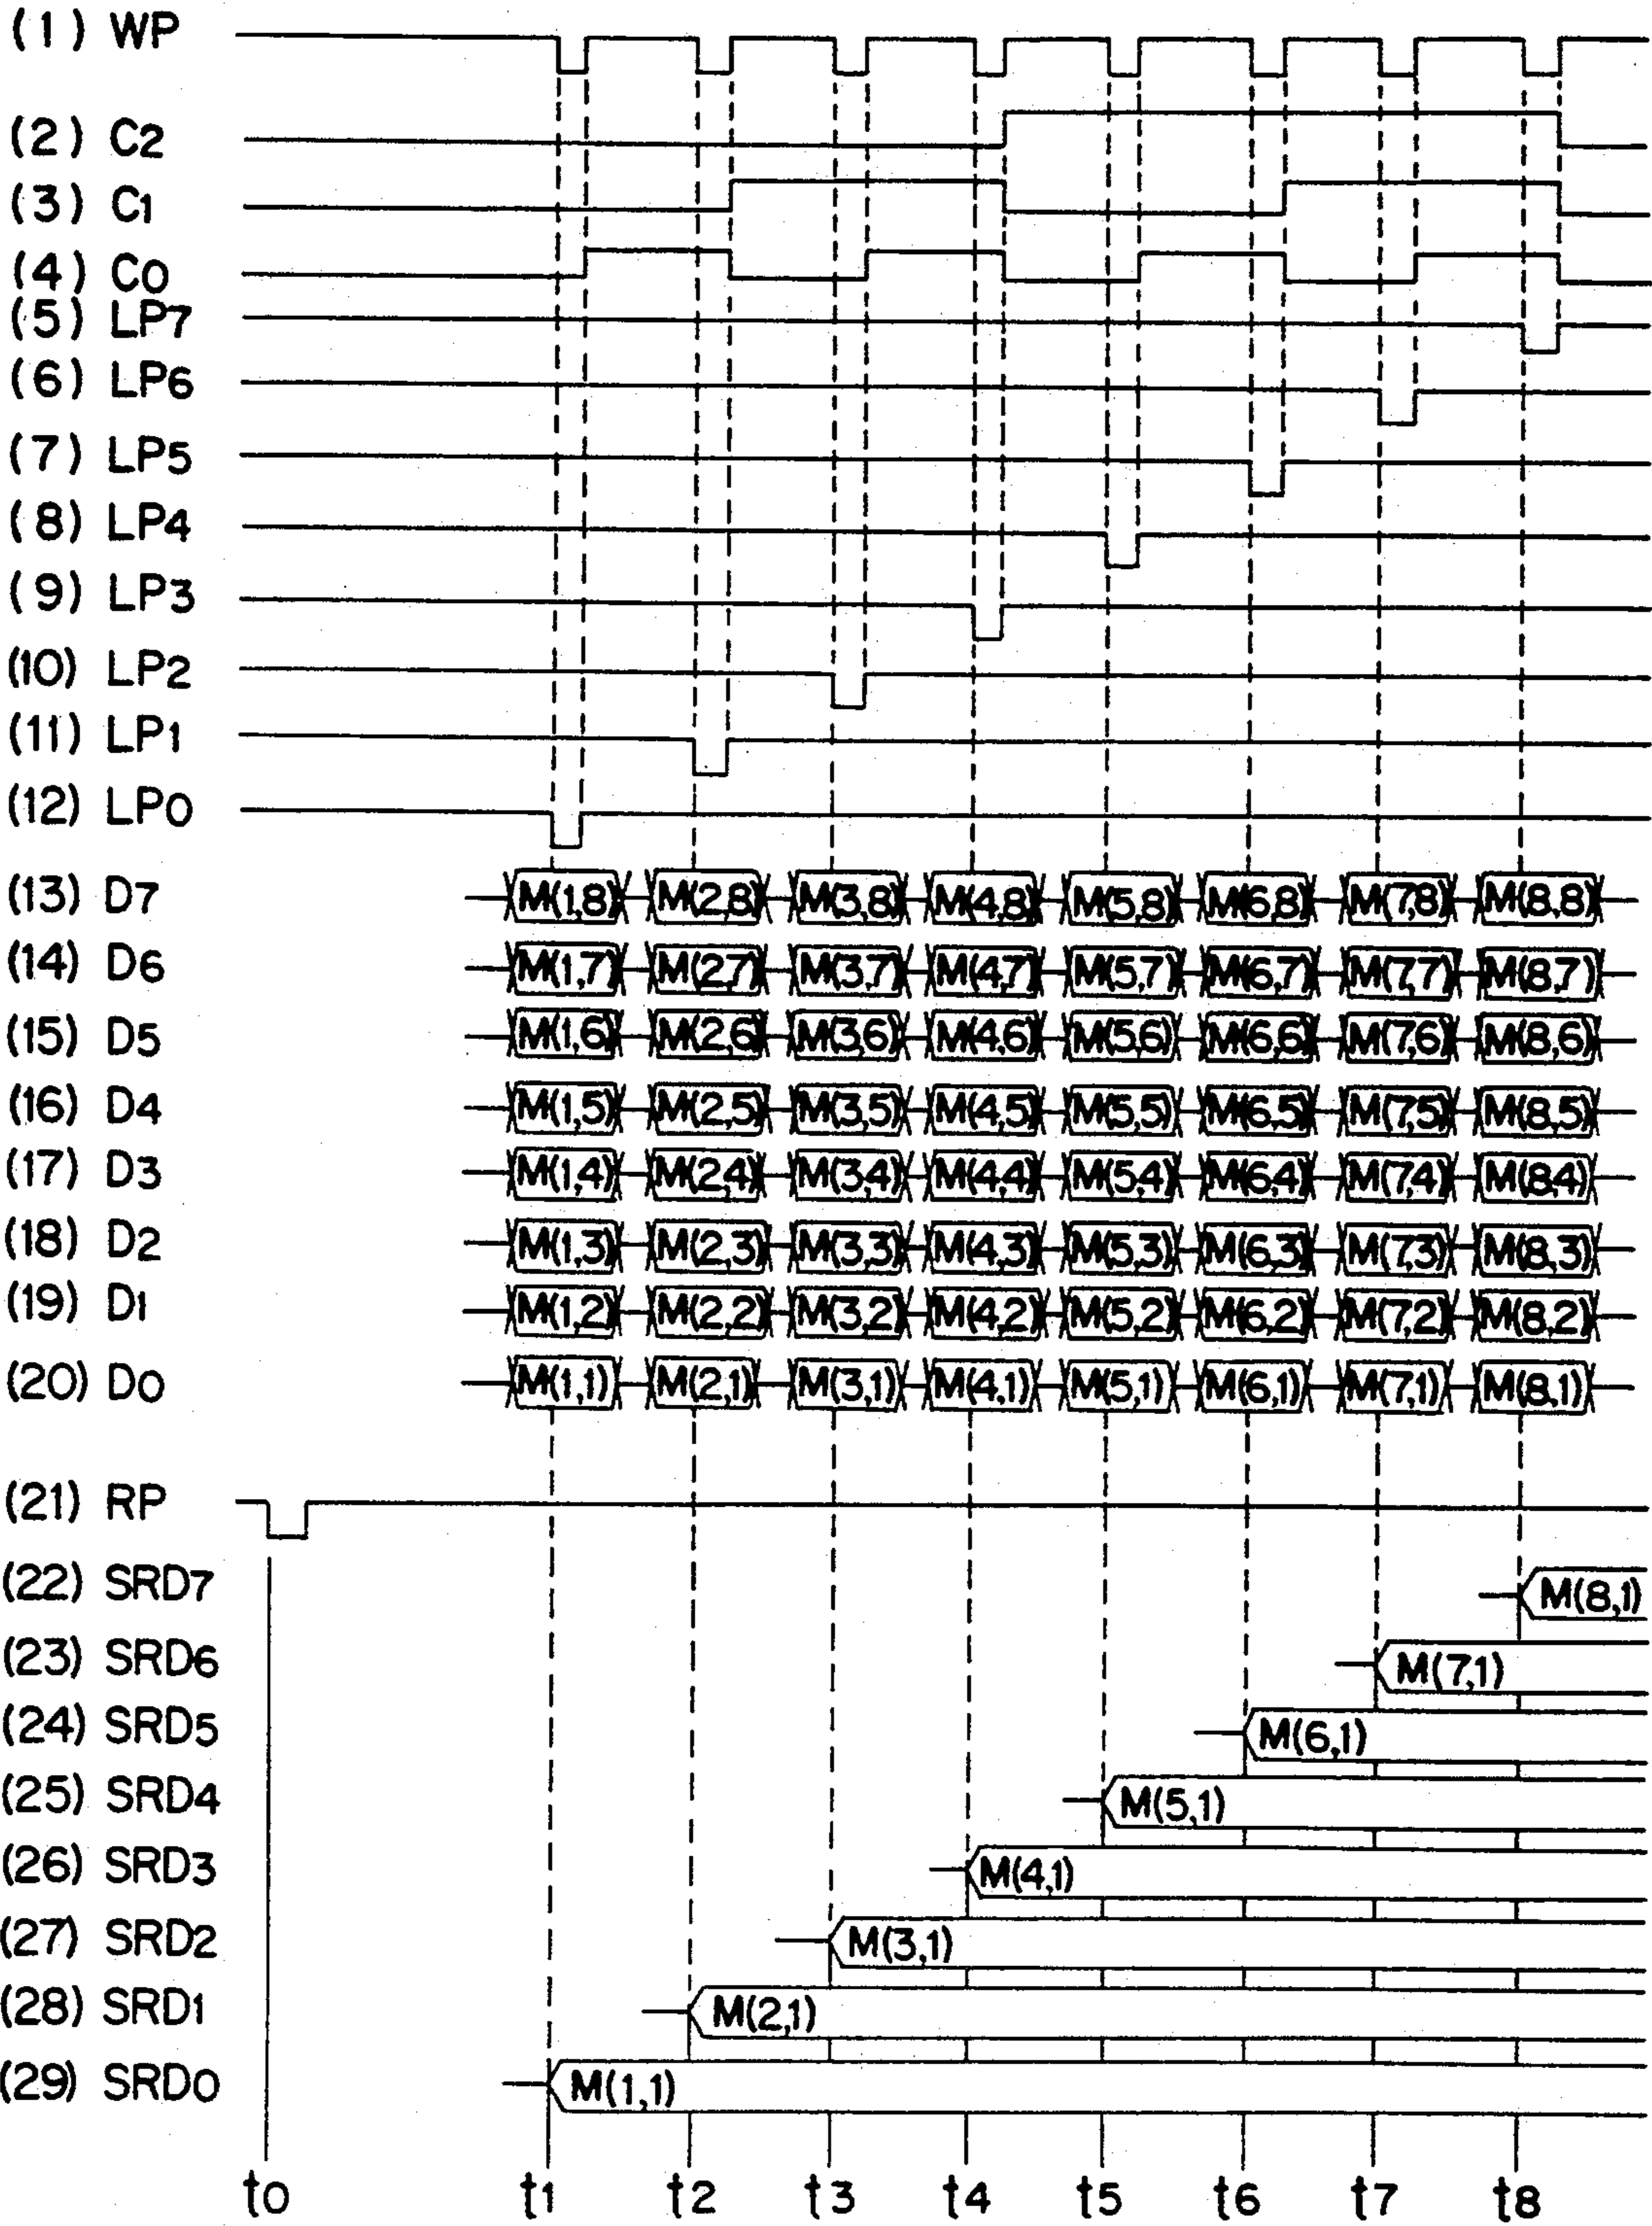 (1) WP
(2) C2
(3) C1
(4) C0
(5) LP7
(6) LP6
(7) LP5
(8) LP4
(9) LP3
(10) LP2
(11) LP1
(12) LP0
(13) D7 M(1,8) M(2,8) M(3,8) M(4,8) M(5,8) M(6,8) M(7,8) M(8,8)
(14) D6 M(1,7) M(2,7) M(3,7) M(4,7) M(5,7) M(6,7) M(7,7) M(8,7)
(15) D5 M(1,6) M(2,6) M(3,6) M(4,6) M(5,6) M(6,6) M(7,6) M(8,6)
(16) D4 M(1,5) M(2,5) M(3,5) M(4,5) M(5,5) M(6,5) M(7,5) M(8,5)
(17) D3 M(1,4) M(2,4) M(3,4) M(4,4) M(5,4) M(6,4) M(7,4) M(8,4)
(18) D2 M(1,3) M(2,3) M(3,3) M(4,3) M(5,3) M(6,3) M(7,3) M(8,3)
(19) D1 M(1,2) M(2,2) M(3,2) M(4,2) M(5,2) M(6,2) M(7,2) M(8,2)
(20) D0 M(1,1) M(2,1) M(3,1) M(4,1) M(5,1) M(6,1) M(7,1) M(8,1)
(21) RP
(22) SRD7 M(8,1)
(23) SRD6 M(7,1)
(24) SRD5 M(6,1)
(25) SRD4 M(5,1)
(26) SRD3 M(4,1)
(27) SRD2 M(3,1)
(28) SRD1 M(2,1)
(29) SRD0 M(1,1)
t0 t1 t2 t3 t4 t5 t6 t7 t8